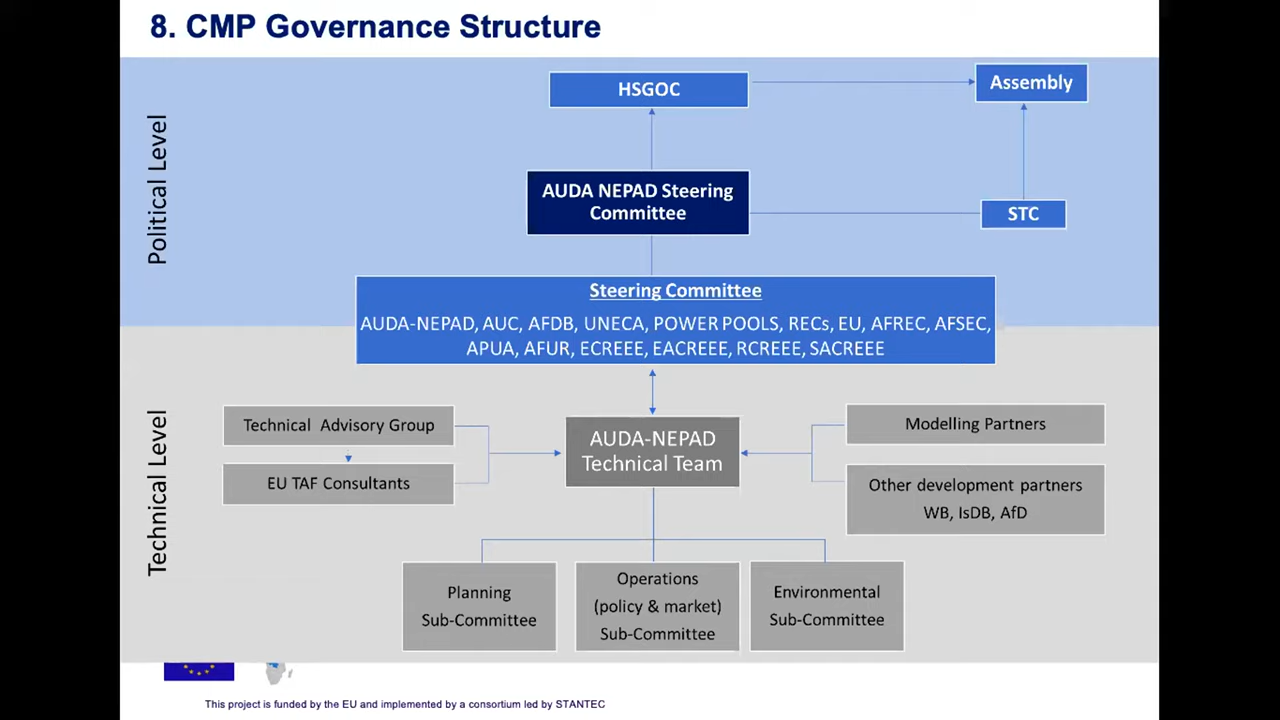 8. CMP Governance Structure
Political Level
HSGOC
Assembly
AUDA NEPAD Steering
Committee
STC
Steering Committee
AUDA-NEPAD, AUC, AFDB, UNECA, POWER POOLS, RECs, EU, AFREC, AFSEC,
APUA, AFUR, ECREEE, EACREEE, RCREEE, SACREEE
Technical Level
Technical Advisory Group
EU TAF Consultants
AUDA-NEPAD
Technical Team
Modelling Partners
Other development partners
WB, IsDB, AfD
Planning
Sub-Committee
Operations
(policy & market)
Sub-Committee
Environmental
Sub-Committee
This project is funded by the EU and implemented by a consortium led by STANTEC